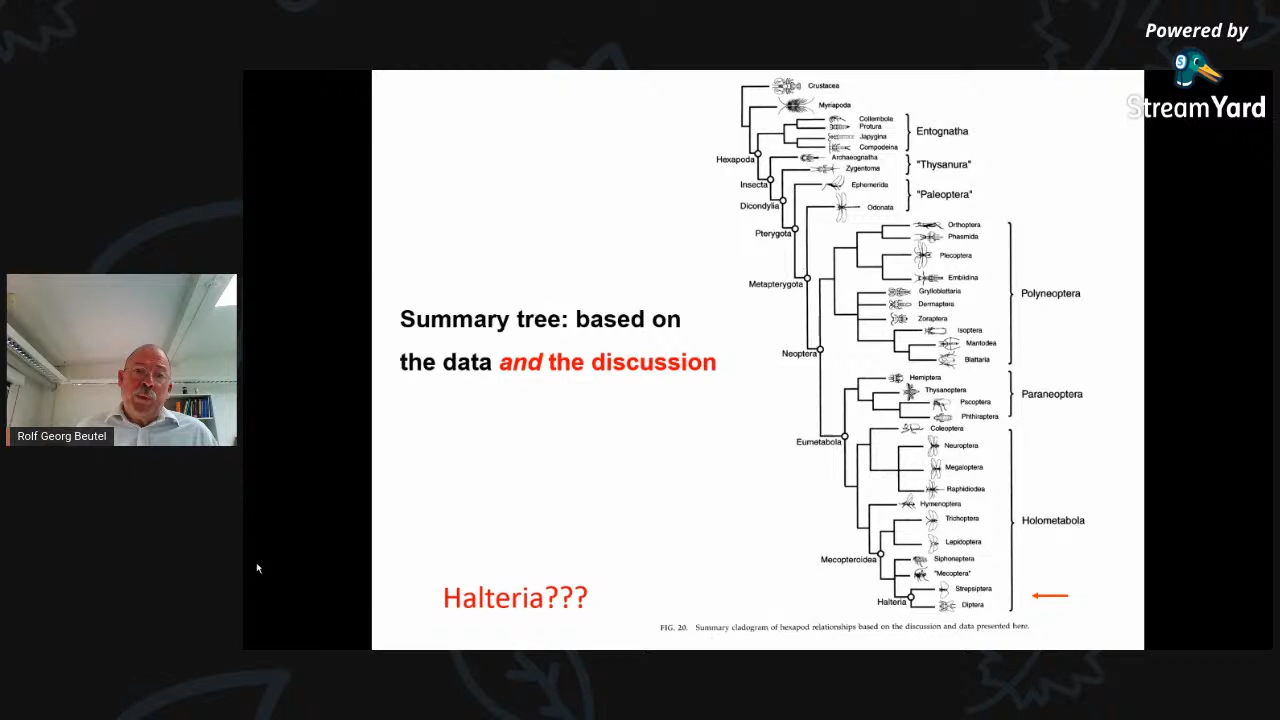 Powered by
StreamYard
Crustacea
Myriapoda
Collembola
Protura
Japygina
Campodeina
Entognatha
Hexapoda
Archaeognatha
Zygentoma
"Thysanura"
Insecta
Ephemerida
Odonata
"Paleoptera"
Dicondylia
Pterygota
Orthoptera
Phasmida
Plecoptera
Embiidina
Grylloblattaria
Dermaptera
Zoraptera
Isoptera
Mantodea
Blattaria
Polyneoptera
Metapterygota
Summary tree: based on
the data and the discussion
Neoptera
Hemiptera
Thysanoptera
Psocoptera
Phthiraptera
Paraneoptera
Eumetabola
Coleoptera
Neuroptera
Megaloptera
Raphidiodea
Hymenoptera
Trichoptera
Lepidoptera
Siphonaptera
"Mecoptera"
Strepsiptera
Diptera
Holometabola
Mecopteroidea
Halteria
Rolf Georg Beutel
Halteria???
FIG. 20. Summary cladogram of hexapod relationships based on the discussion and data presented here.